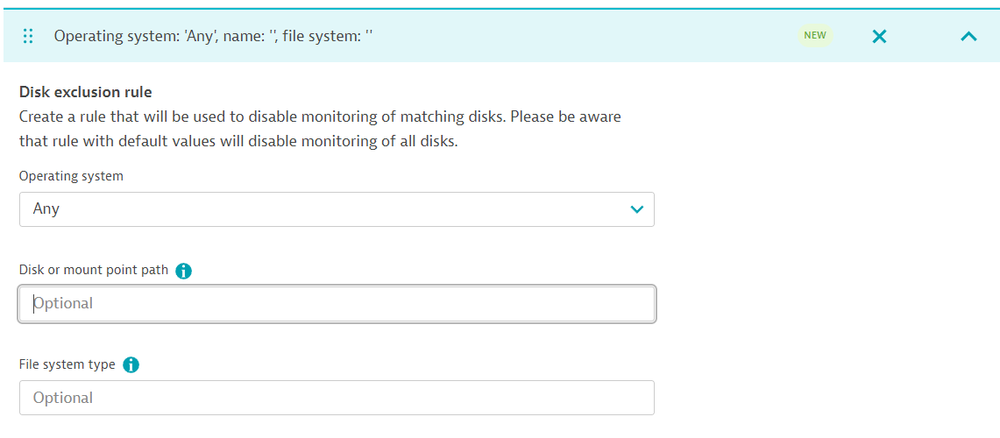 Operating system: 'Any', name: '', file system: ''
NEW
Disk exclusion rule
Create a rule that will be used to disable monitoring of matching disks. Please be aware
that rule with default values will disable monitoring of all disks.
Operating system
Any
Disk or mount point path
Optional
File system type
Optional